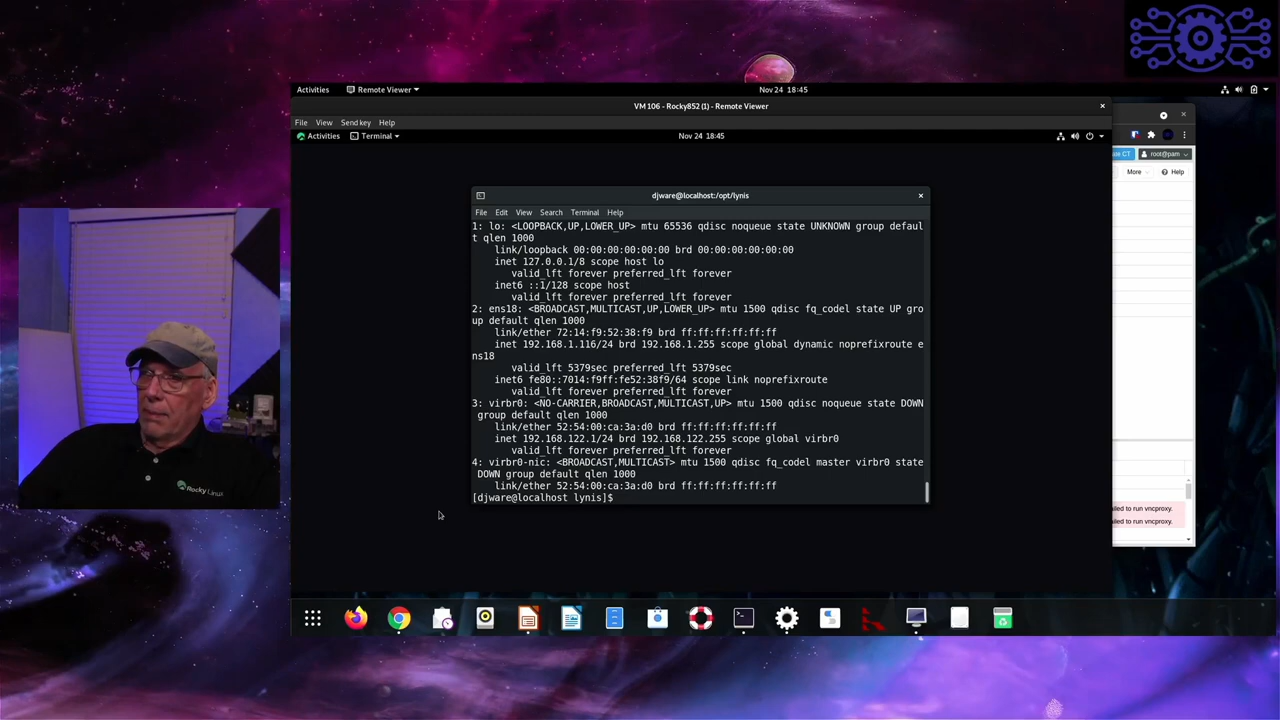 Activities
Remote Viewer
Nov 24 18:45
VM 106 - Rocky852 (1) - Remote Viewer
File View Send key Help
Activities
Terminal
Nov 24 18:45
root@pam
More
Help
djware@localhost:/opt/lynis
File Edit View Search Terminal Help
1: lo: <LOOPBACK,UP,LOWER_UP> mtu 65536 qdisc noqueue state UNKNOWN group defaul
t qlen 1000
link/loopback 00:00:00:00:00:00 brd 00:00:00:00:00:00
inet 127.0.0.1/8 scope host lo
valid_lft forever preferred_lft forever
inet6 ::1/128 scope host
valid_lft forever preferred_lft forever
2: ens18: <BROADCAST,MULTICAST,UP,LOWER_UP> mtu 1500 qdisc fq_codel state UP gro
up default qlen 1000
link/ether 72:14:f9:52:38:f9 brd ff:ff:ff:ff:ff:ff
inet 192.168.1.116/24 brd 192.168.1.255 scope global dynamic noprefixroute e
ns18
valid_lft 5379sec preferred_lft 5379sec
inet6 fe80::7014:f9ff:fe52:38f9/64 scope link noprefixroute
valid_lft forever preferred_lft forever
3: virbr0: <NO-CARRIER,BROADCAST,MULTICAST,UP> mtu 1500 qdisc noqueue state DOWN
group default qlen 1000
link/ether 52:54:00:ca:3a:d0 brd ff:ff:ff:ff:ff:ff
inet 192.168.122.1/24 brd 192.168.122.255 scope global virbr0
valid_lft forever preferred_lft forever
4: virbr0-nic: <BROADCAST,MULTICAST> mtu 1500 qdisc fq_codel master virbr0 state
DOWN group default qlen 1000
link/ether 52:54:00:ca:3a:d0 brd ff:ff:ff:ff:ff:ff
[djware@localhost lynis]$
ailed to run vncproxy.
ailed to run vncproxy.
Rocky Linux